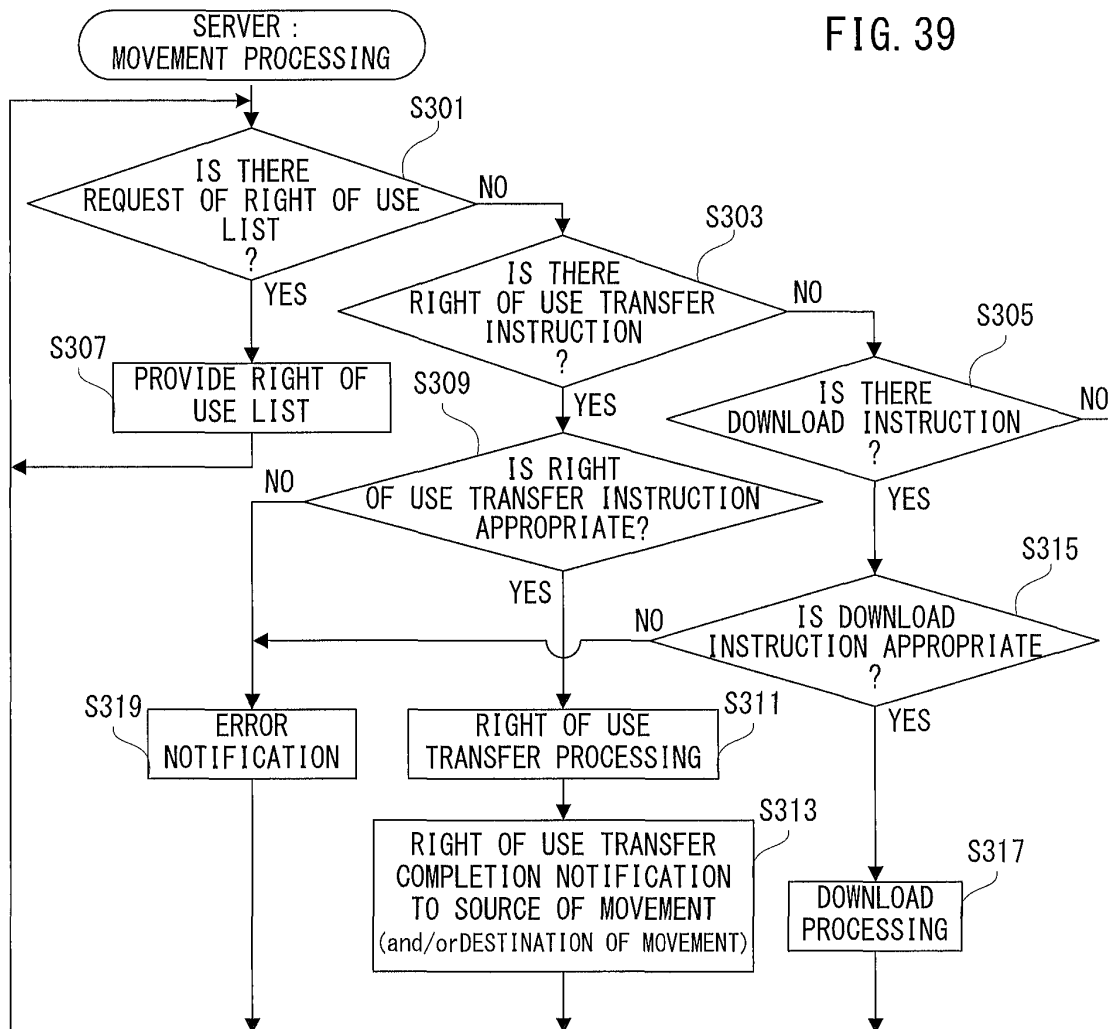 FIG. 39
SERVER :
MOVEMENT PROCESSING
S301
IS THERE
REQUEST OF RIGHT OF USE
LIST
?
NO
YES
S303
IS THERE
RIGHT OF USE TRANSFER
INSTRUCTION
?
NO
YES
S305
IS THERE
DOWNLOAD INSTRUCTION
?
NO
YES
S307
PROVIDE RIGHT OF
USE LIST
S309
IS RIGHT
OF USE TRANSFER INSTRUCTION
APPROPRIATE?
NO
YES
S315
IS DOWNLOAD
INSTRUCTION APPROPRIATE
?
NO
YES
S319
ERROR
NOTIFICATION
S311
RIGHT OF USE
TRANSFER PROCESSING
S313
RIGHT OF USE TRANSFER
COMPLETION NOTIFICATION
TO SOURCE OF MOVEMENT
(and/orDESTINATION OF MOVEMENT)
S317
DOWNLOAD
PROCESSING